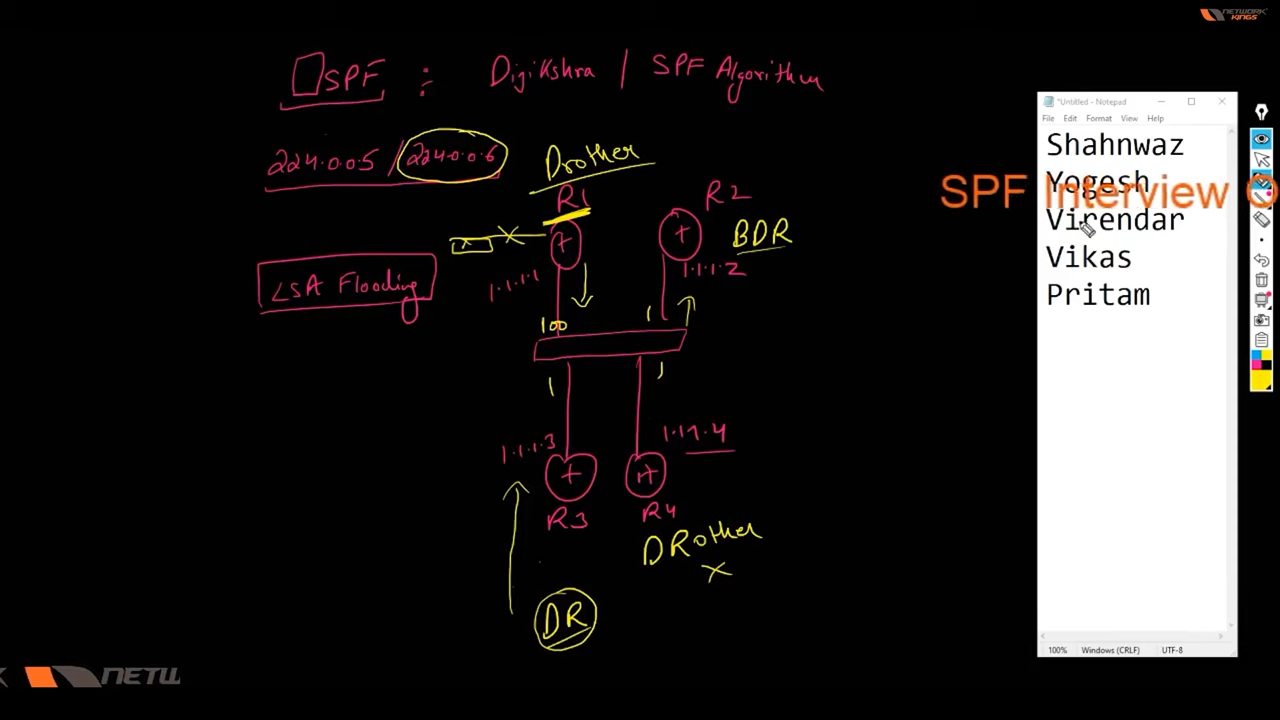 NETWORK
KINGS
□SPF : Dijikshra / SPF Algorithm
224.0.0.5 / 224.0.0.6
Drother
R1
R2
BDR
1.1.1.1
1.1.1.2
LSA Flooding
100
1
1
1
1.1.1.3
1.1.1.4
R3
R4
DRother
DR
*Untitled - Notepad
File Edit Format View Help
Shahnwaz
Yogesh
Virendar
Vikas
Pritam
SPF Interview Q
100% Windows (CRLF) UTF-8
NETW